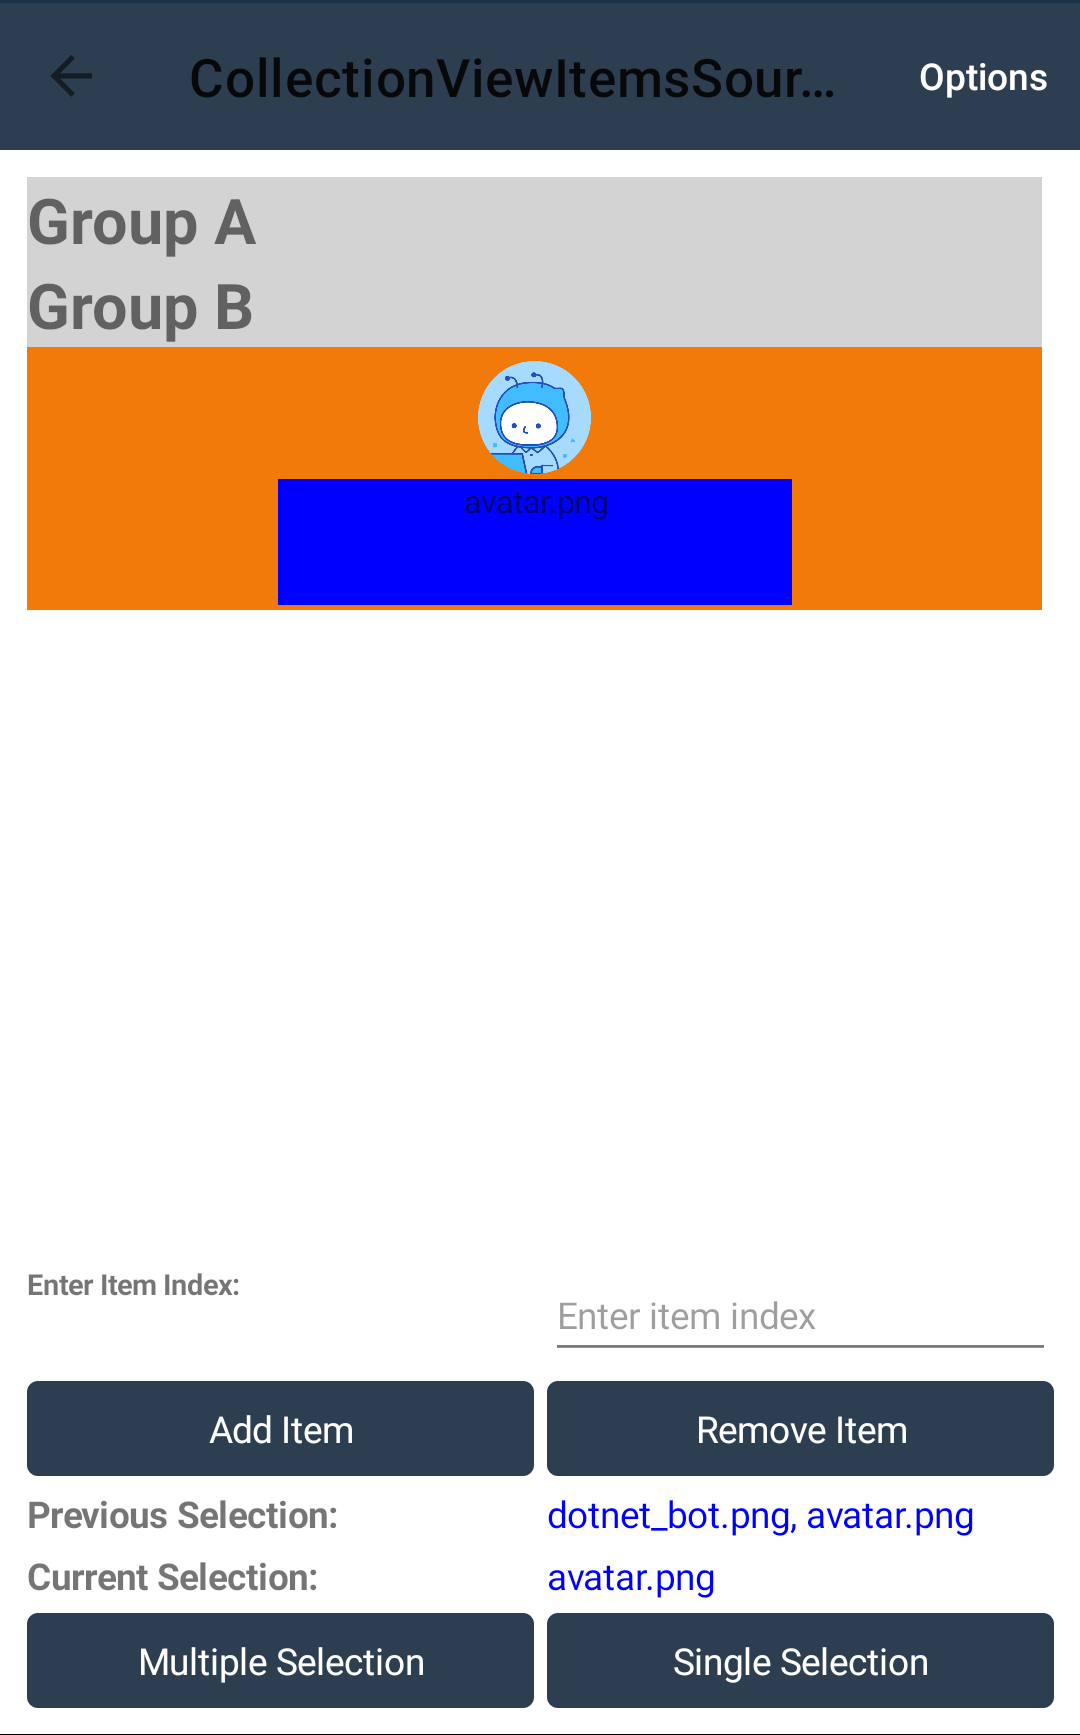 CollectionViewItemsSour...
Options
Group A
Group B
avatar.png
Enter Item Index:
Enter item index
Add Item
Remove Item
Previous Selection:
dotnet_bot.png, avatar.png
Current Selection:
avatar.png
Multiple Selection
Single Selection